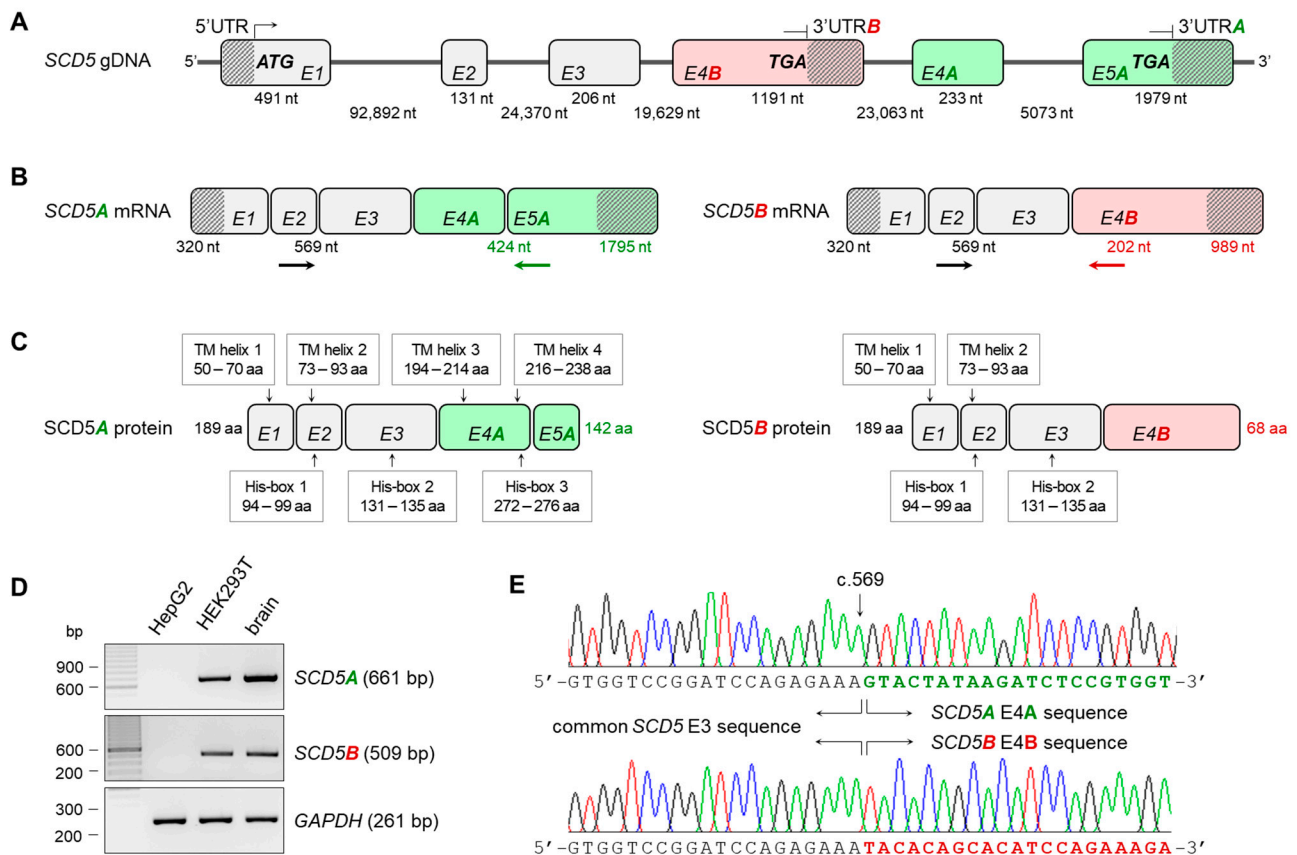 A
5'UTR
3'UTRB
3'UTRA
SCD5 gDNA
5'
ATG E1
E2
E3
E4B TGA
E4A
E5A TGA
3'
491 nt
131 nt
206 nt
1191 nt
233 nt
1979 nt
92,892 nt
24,370 nt
19,629 nt
23,063 nt
5073 nt
B
SCD5A mRNA
E1
E2
E3
E4A
E5A
320 nt
569 nt
424 nt
1795 nt
SCD5B mRNA
E1
E2
E3
E4B
320 nt
569 nt
202 nt
989 nt
C
TM helix 1
50 – 70 aa
TM helix 2
73 – 93 aa
TM helix 3
194 – 214 aa
TM helix 4
216 – 238 aa
SCD5A protein
189 aa
E1
E2
E3
E4A
E5A
142 aa
His-box 1
94 – 99 aa
His-box 2
131 – 135 aa
His-box 3
272 – 276 aa
TM helix 1
50 – 70 aa
TM helix 2
73 – 93 aa
SCD5B protein
189 aa
E1
E2
E3
E4B
68 aa
His-box 1
94 – 99 aa
His-box 2
131 – 135 aa
D
HepG2
HEK293T
brain
bp
900
600
SCD5A (661 bp)
600
200
SCD5B (509 bp)
300
200
GAPDH (261 bp)
E
c.569
5'-GTGGTCCGGATCCAGAGAAAGTACTATAAGATCTCCGTGGT-3'
common SCD5 E3 sequence
SCD5A E4A sequence
SCD5B E4B sequence
5'-GTGGTCCGGATCCAGAGAAATACACAGCACATCCAGAAAGA-3'